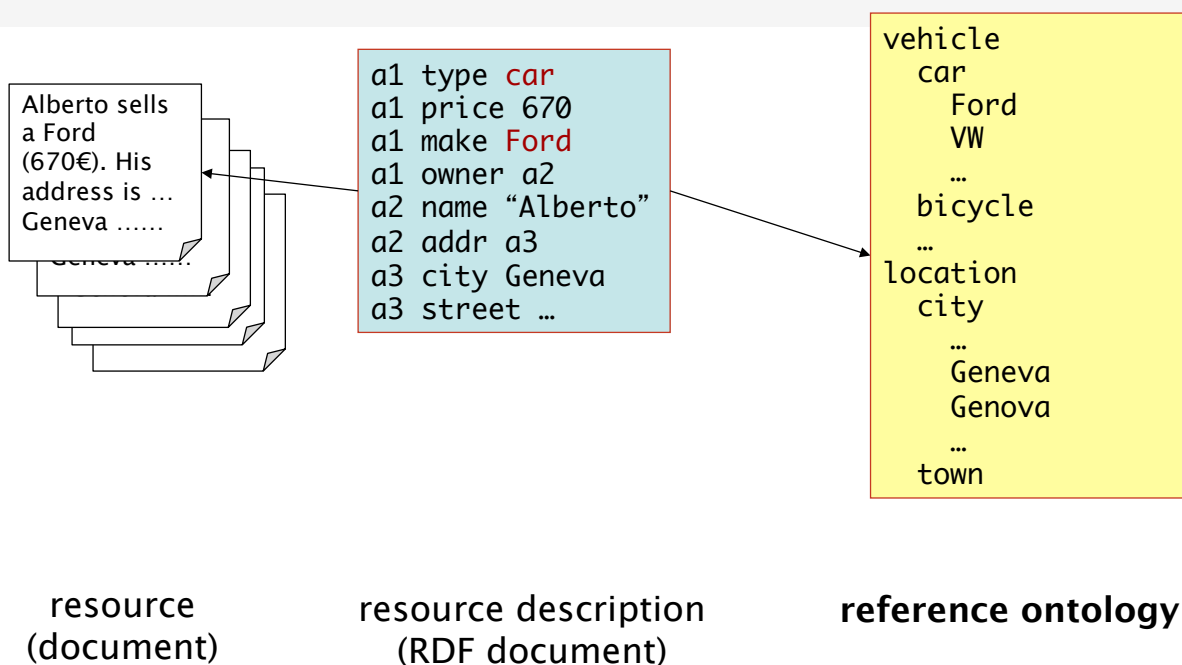 Alberto sells
a Ford
(670€). His
address is …
Geneva ……
Geneva ……
a1 type car
a1 price 670
a1 make Ford
a1 owner a2
a2 name “Alberto”
a2 addr a3
a3 city Geneva
a3 street …
vehicle
car
Ford
VW
…
bicycle
…
location
city
…
Geneva
Genova
…
town
resource
(document)
resource description
(RDF document)
reference ontology